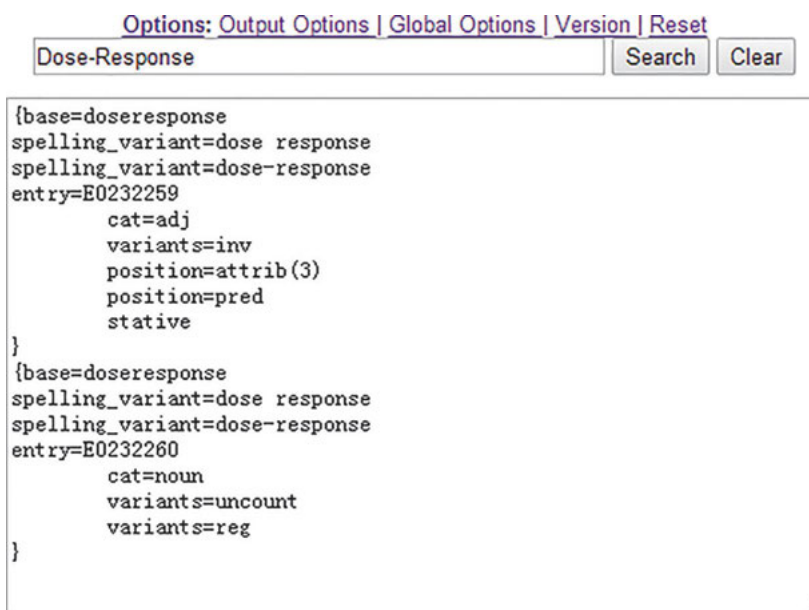 Options: Output Options | Global Options | Version | Reset
Dose-Response Search Clear
{base=doseresponse
spelling_variant=dose response
spelling_variant=dose-response
entry=E0232259
cat=adj
variants=inv
position=attrib(3)
position=pred
stative
}
{base=doseresponse
spelling_variant=dose response
spelling_variant=dose-response
entry=E0232260
cat=noun
variants=uncount
variants=reg
}